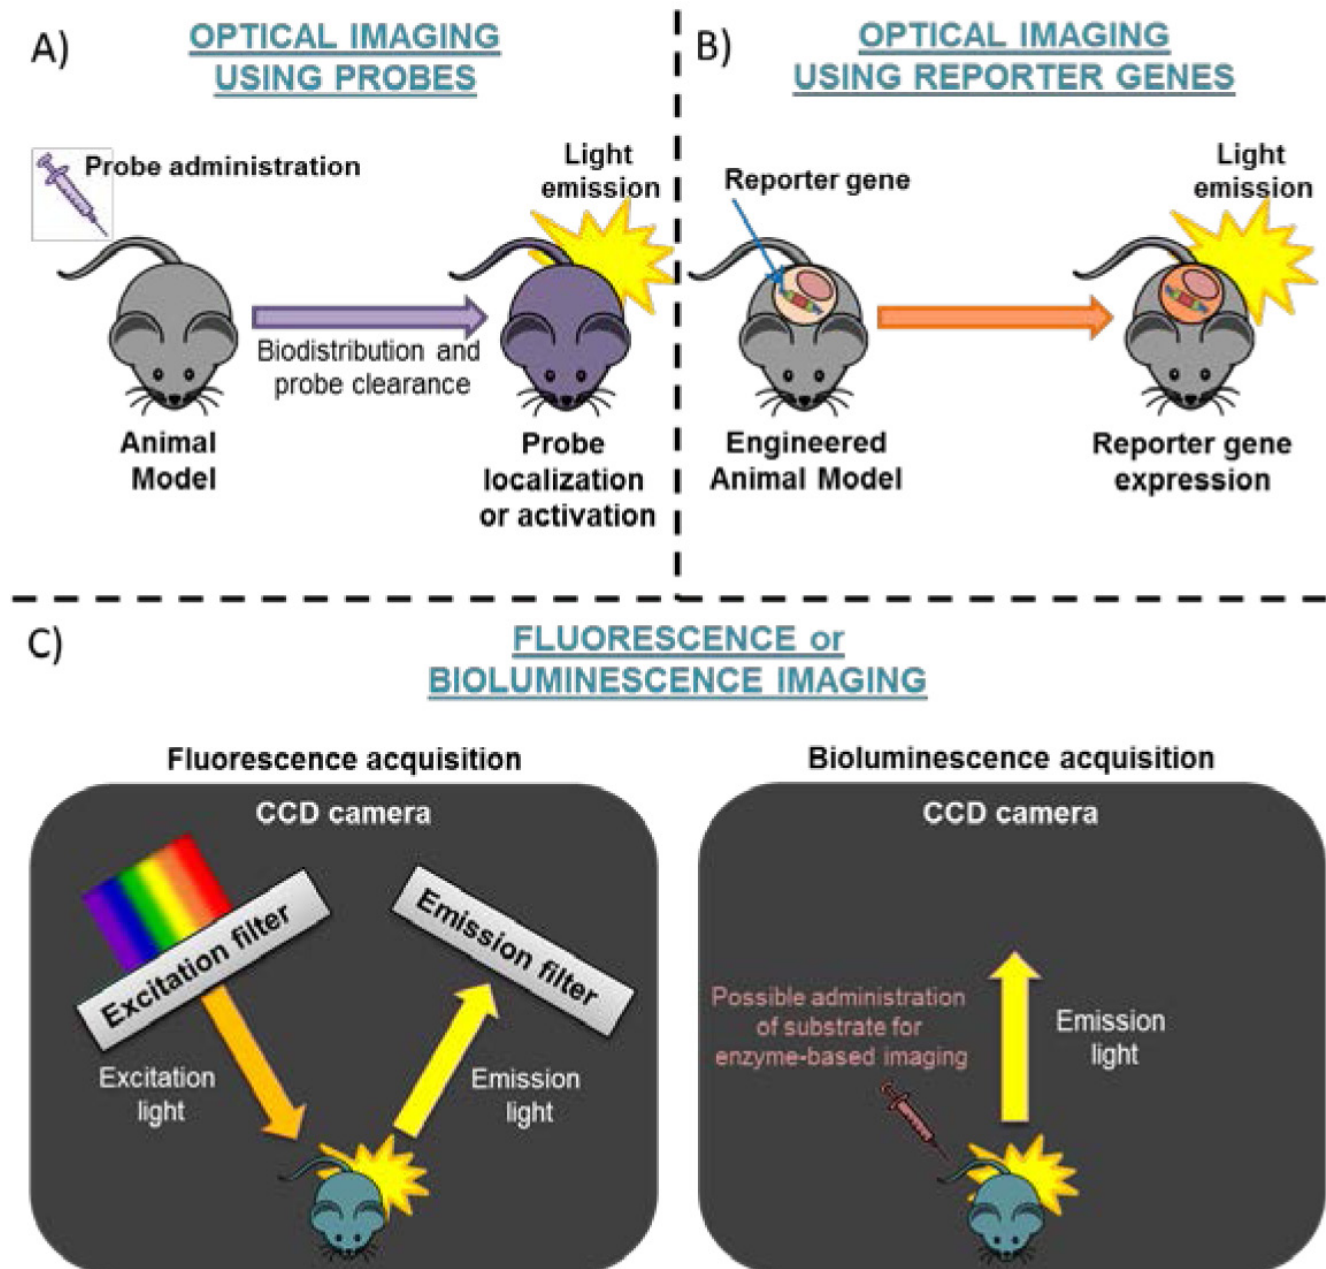 A)
OPTICAL IMAGING
USING PROBES
Probe administration
Light
emission
Biodistribution and
probe clearance
Animal
Model
Probe
localization
or activation
B)
OPTICAL IMAGING
USING REPORTER GENES
Reporter gene
Light
emission
Engineered
Animal Model
Reporter gene
expression
C)
FLUORESCENCE or
BIOLUMINESCENCE IMAGING
Fluorescence acquisition
CCD camera
Excitation filter
Emission filter
Excitation
light
Emission
light
Bioluminescence acquisition
CCD camera
Possible administration
of substrate for
enzyme-based imaging
Emission
light